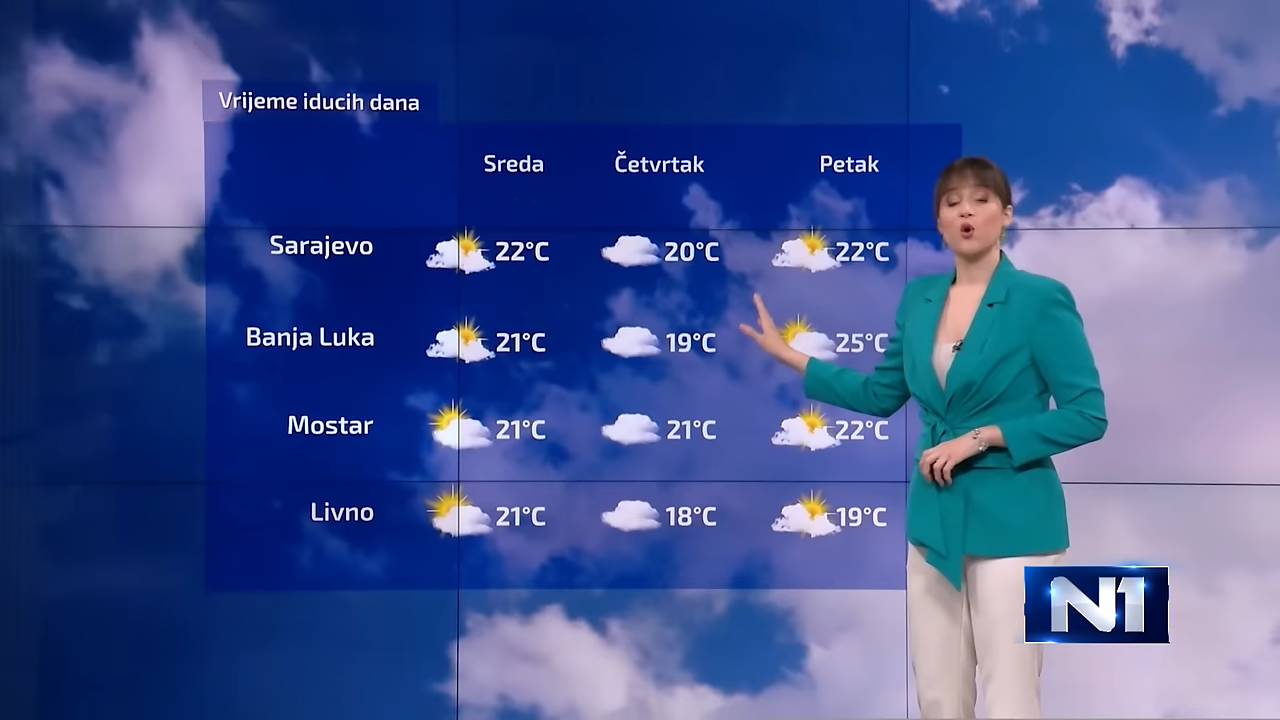 Vrijeme iducih dana
Sreda Četvrtak Petak
Sarajevo 22°C 20°C 22°C
Banja Luka 21°C 19°C 25°C
Mostar 21°C 21°C 22°C
Livno 21°C 18°C 19°C
N1